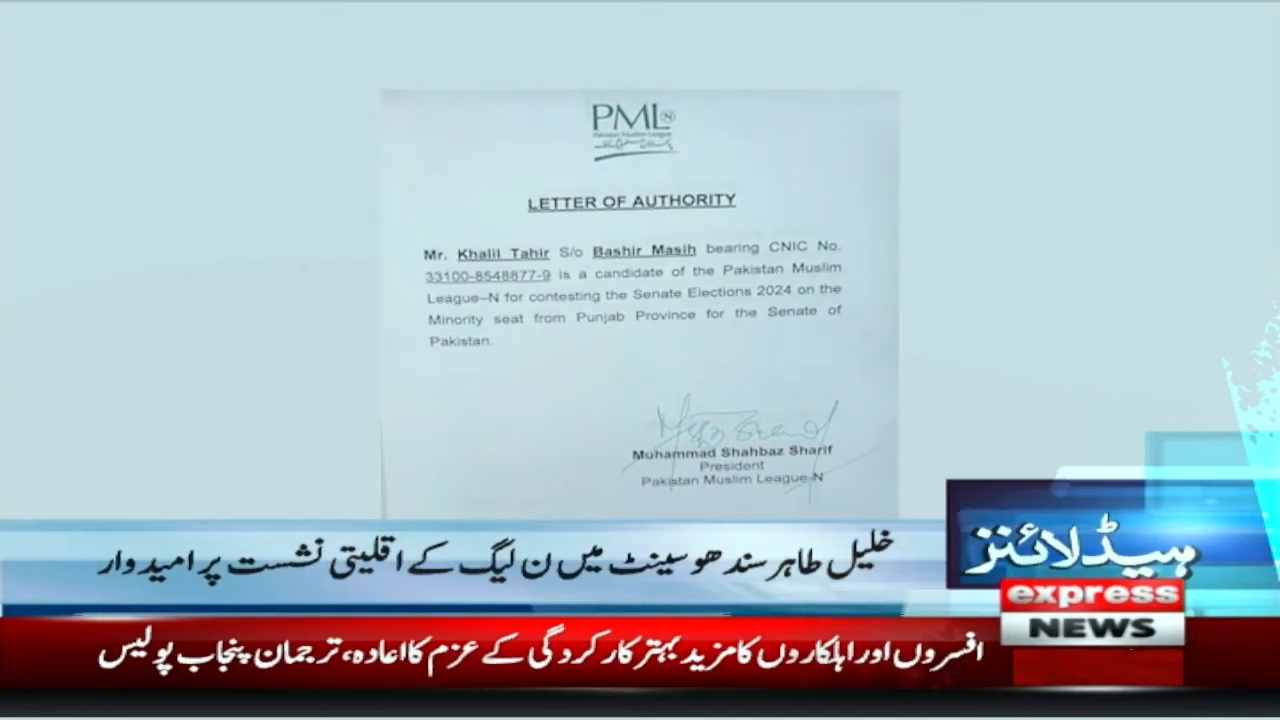 PML N
Pakistan Muslim League
LETTER OF AUTHORITY
Mr. Khalil Tahir S/o Bashir Masih bearing CNIC No.
33100-8548877-9 is a candidate of the Pakistan Muslim
League–N for contesting the Senate Elections 2024 on the
Minority seat from Punjab Province for the Senate of
Pakistan.
Muhammad Shahbaz Sharif
President
Pakistan Muslim League-N
ہیڈلائنز
خلیل طاہر سندھو سینٹ میں ن لیگ کے اقلیتی نشست پر امیدوار
express
NEWS
افسروں اور اہلکاروں کا مزید بہتر کارکردگی کے عزم کا اعادہ، ترجمان پنجاب پولیس